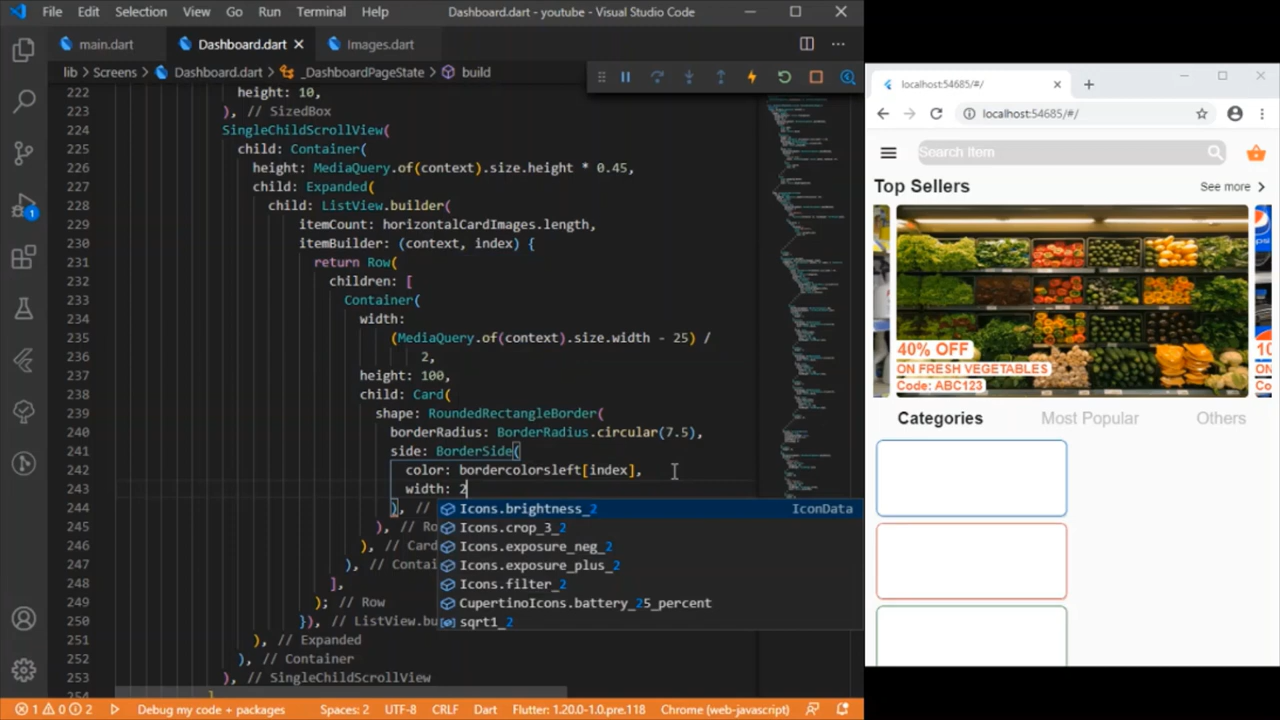 File Edit Selection View Go Run Terminal Help Dashboard.dart - youtube - Visual Studio Code
main.dart Dashboard.dart Images.dart
lib > Screens > Dashboard.dart > _DashboardPageState > build
222 height: 10,
223 ), // SizedBox
224 SingleChildScrollView(
225 child: Container(
226 height: MediaQuery.of(context).size.height * 0.45,
227 child: Expanded(
228 child: ListView.builder(
229 itemCount: horizontalCardImages.length,
230 itemBuilder: (context, index) {
231 return Row(
232 children: [
233 Container(
234 width:
235 (MediaQuery.of(context).size.width - 25) /
236 2,
237 height: 100,
238 child: Card(
239 shape: RoundedRectangleBorder(
240 borderRadius: BorderRadius.circular(7.5),
241 side: BorderSide(
242 color: bordercolorsleft[index],
243 width: 2
244 ), //
245 ), // Ro
246 ), // Card
247 ), // Contai
248 ],
249 ); // Row
250 }), // ListView.bu
251 ), // Expanded
252 ), // Container
253 ), // SingleChildScrollView
254 ]
Icons.brightness_2 IconData
Icons.crop_3_2
Icons.exposure_neg_2
Icons.exposure_plus_2
Icons.filter_2
CupertinoIcons.battery_25_percent
sqrt1_2
1
1 0 2 Debug my code + packages Spaces: 2 UTF-8 CRLF Dart Flutter: 1.20.0-1.0.pre.118 Chrome (web-javascript)
localhost:54685/#/
localhost:54685/#/
Search Item
Top Sellers See more
40% OFF
ON FRESH VEGETABLES
Code: ABC123
Categories Most Popular Others